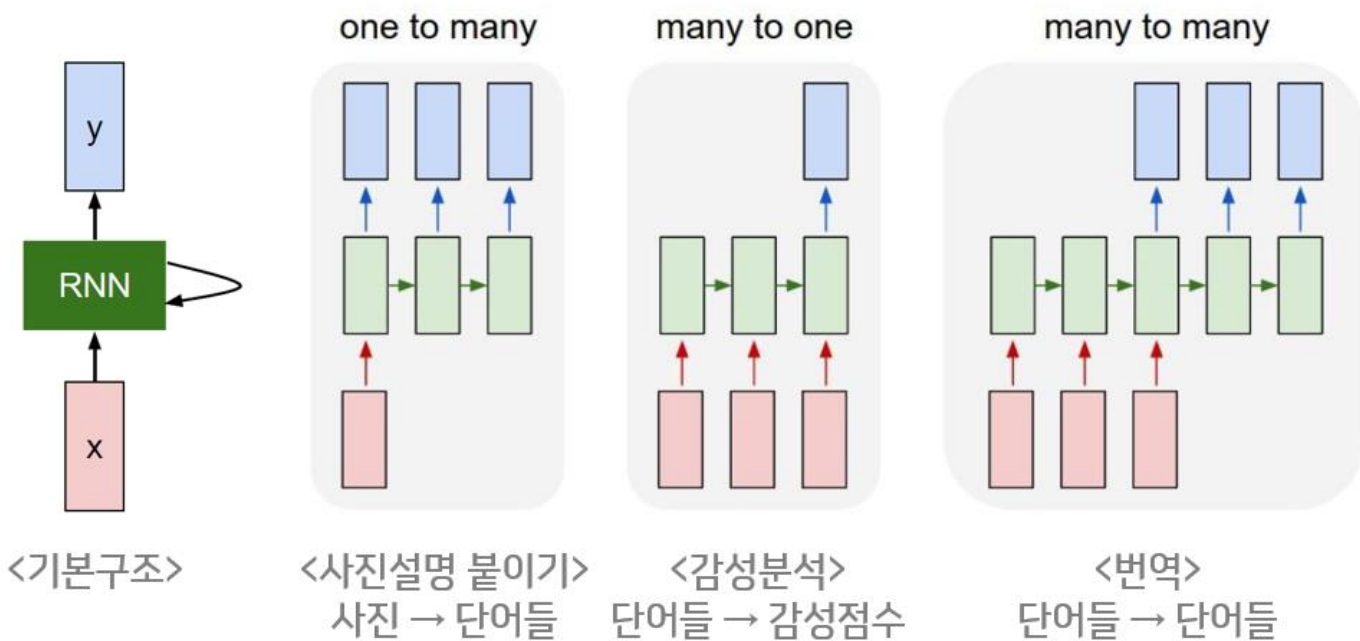 one to many
many to one
many to many
y
RNN
x
<기본구조>
<사진설명 붙이기>
사진 → 단어들
<감성분석>
단어들 → 감성점수
<번역>
단어들 → 단어들